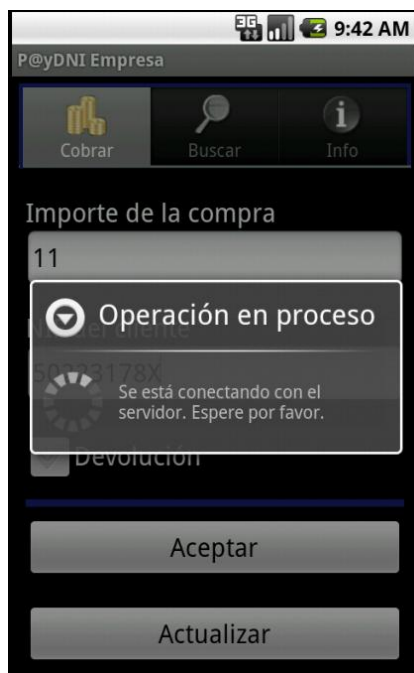 3G
9:42 AM
P@yDNI Empresa
Cobrar
Buscar
Info
Importe de la compra
11
Operación en proceso
Se está conectando con el
servidor. Espere por favor.
Devolución
Aceptar
Actualizar